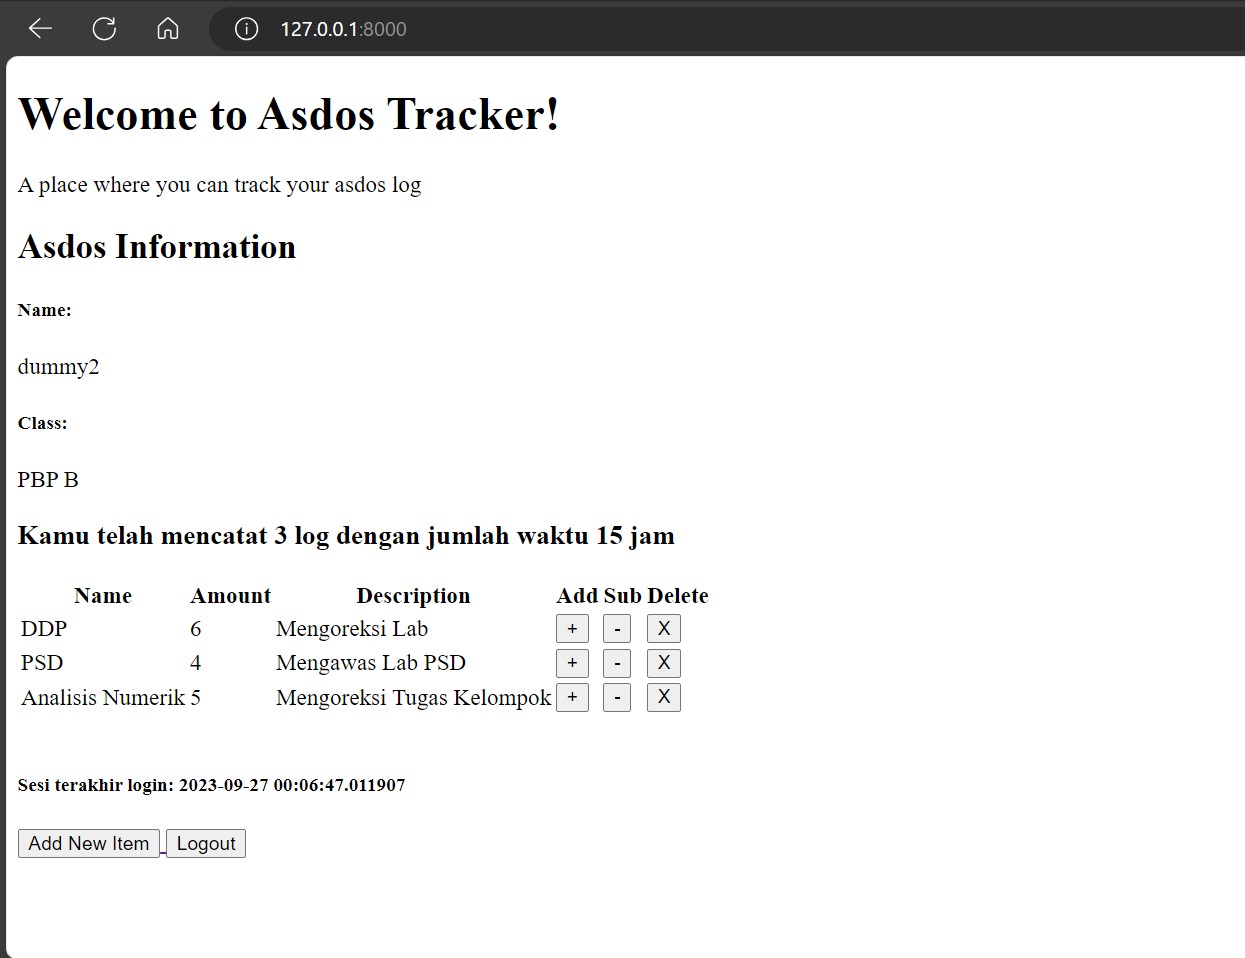 127.0.0.1:8000
Welcome to Asdos Tracker!
A place where you can track your asdos log
Asdos Information
Name:
dummy2
Class:
PBP B
Kamu telah mencatat 3 log dengan jumlah waktu 15 jam
Name Amount Description Add Sub Delete
DDP 6 Mengoreksi Lab + - X
PSD 4 Mengawas Lab PSD + - X
Analisis Numerik 5 Mengoreksi Tugas Kelompok + - X
Sesi terakhir login: 2023-09-27 00:06:47.011907
Add New Item Logout